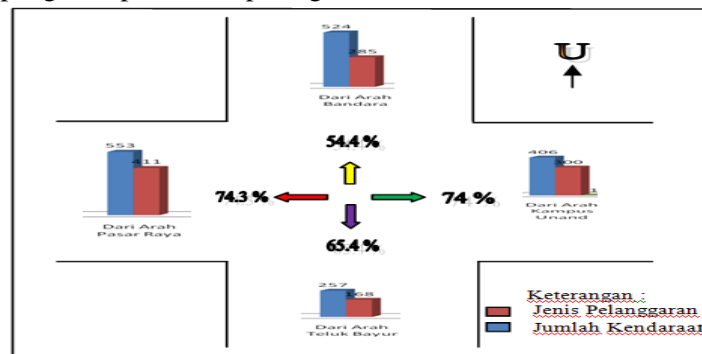 524
285
Dari Arah
Bandara
U
54.4 %
553
411
Dari Arah
Pasar Raya
74.3 %
74 %
406
300
1
Dari Arah
Kampus
Unand
65.4 %
257
168
Dari Arah
Teluk Bayur
Keterangan :
Jenis Pelanggaran
Jumlah Kendaraan